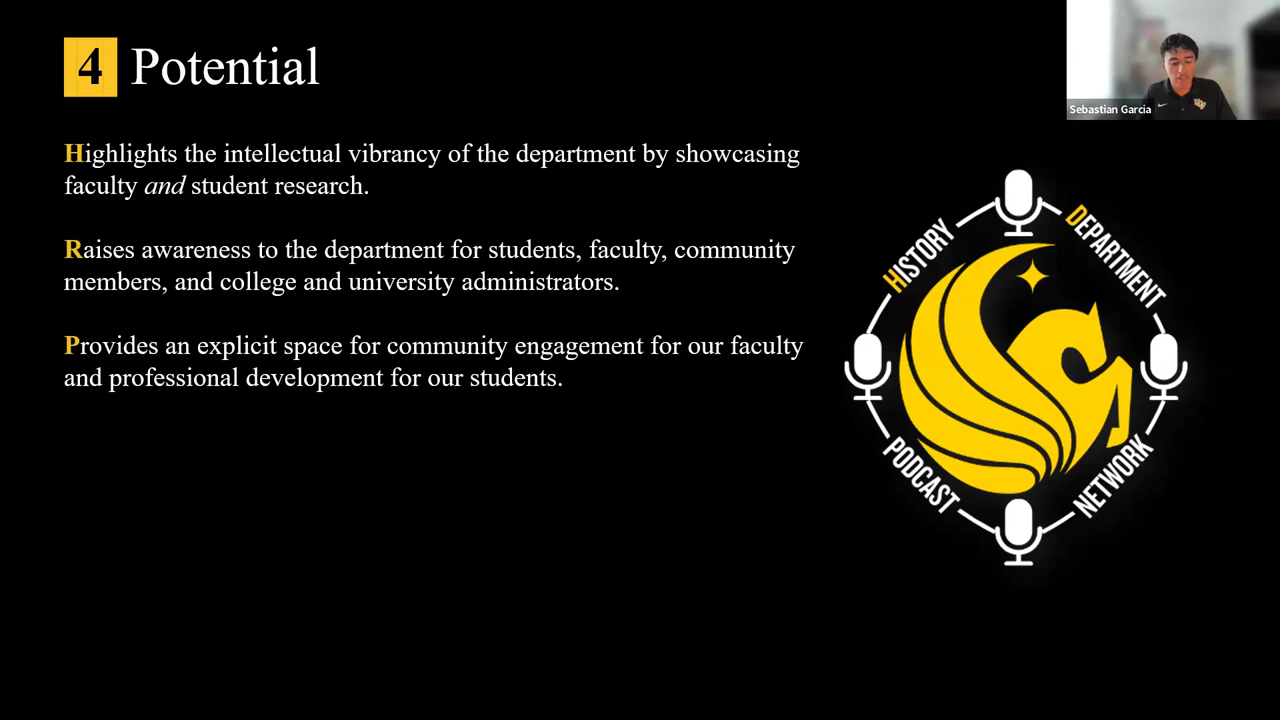 4 Potential
Highlights the intellectual vibrancy of the department by showcasing
faculty and student research.
Raises awareness to the department for students, faculty, community
members, and college and university administrators.
Provides an explicit space for community engagement for our faculty
and professional development for our students.
HISTORY
DEPARTMENT
PODCAST
NETWORK
Sebastian Garcia